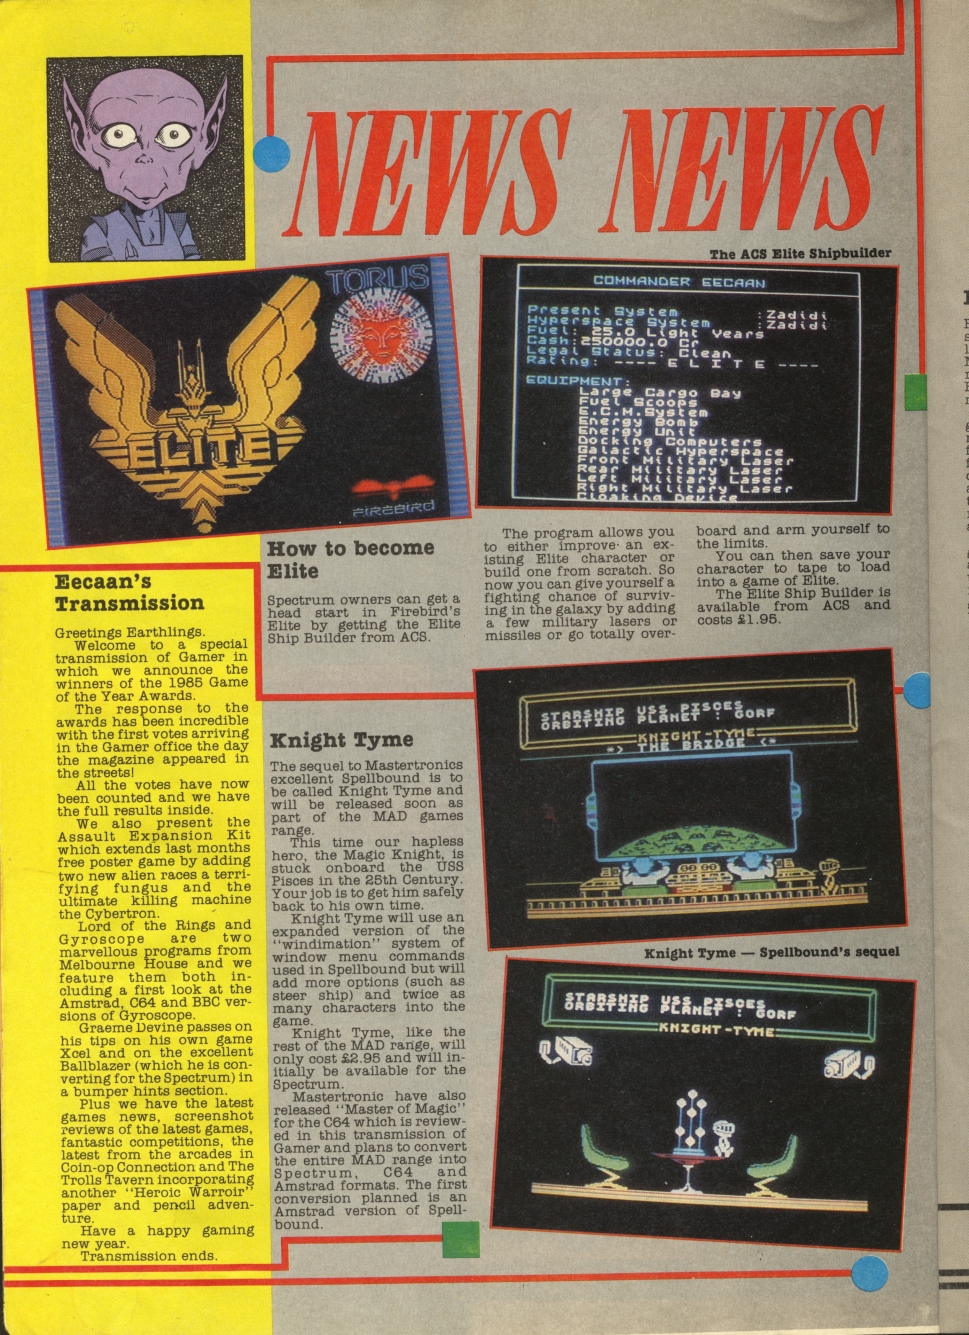 NEWS NEWS
The ACS Elite Shipbuilder
TORUS
ELITE
FIREBIRD
COMMANDER EECAAN
Present System :Zadidi
Hyperspace System :Zadidi
Fuel: 25.0 Light Years
Cash:250000.0 Cr
Legal Status: Clean
Rating: ---- E L I T E ----
EQUIPMENT:
Large Cargo Bay
Fuel Scoops
E.C.M.System
Energy Bomb
Energy Unit
Docking Computers
Galactic Hyperspace
Front Military Laser
Rear Military Laser
Left Military Laser
Right Military Laser
Cloaking Device
Eecaan's
Transmission
Greetings Earthlings.
Welcome to a special
transmission of Gamer in
which we announce the
winners of the 1985 Game
of the Year Awards.
The response to the
awards has been incredible
with the first votes arriving
in the Gamer office the day
the magazine appeared in
the streets!
All the votes have now
been counted and we have
the full results inside.
We also present the
Assault Expansion Kit
which extends last months
free poster game by adding
two new alien races a terri-
fying fungus and the
ultimate killing machine
the Cybertron.
Lord of the Rings and
Gyroscope are two
marvellous programs from
Melbourne House and we
feature them both in-
cluding a first look at the
Amstrad, C64 and BBC ver-
sions of Gyroscope.
Graeme Devine passes on
his tips on his own game
Xcel and on the excellent
Ballblazer (which he is con-
verting for the Spectrum) in
a bumper hints section.
Plus we have the latest
games news, screenshot
reviews of the latest games,
fantastic competitions, the
latest from the arcades in
Coin-op Connection and The
Trolls Tavern incorporating
another "Heroic Warroir"
paper and pencil adven-
ture.
Have a happy gaming
new year.
Transmission ends.
How to become
Elite
Spectrum owners can get a
head start in Firebird's
Elite by getting the Elite
Ship Builder from ACS.
The program allows you
to either improve an ex-
isting Elite character or
build one from scratch. So
now you can give yourself a
fighting chance of surviv-
ing in the galaxy by adding
a few military lasers or
missiles or go totally over-
board and arm yourself to
the limits.
You can then save your
character to tape to load
into a game of Elite.
The Elite Ship Builder is
available from ACS and
costs £1.95.
Knight Tyme
The sequel to Mastertronics
excellent Spellbound is to
be called Knight Tyme and
will be released soon as
part of the MAD games
range.
This time our hapless
hero, the Magic Knight, is
stuck onboard the USS
Pisces in the 25th Century.
Your job is to get him safely
back to his own time.
Knight Tyme will use an
expanded version of the
"windimation" system of
window menu commands
used in Spellbound but will
add more options (such as
steer ship) and twice as
many characters into the
game.
Knight Tyme, like the
rest of the MAD range, will
only cost £2.95 and will in-
itially be available for the
Spectrum.
Mastertronic have also
released "Master of Magic"
for the C64 which is review-
ed in this transmission of
Gamer and plans to convert
the entire MAD range into
Spectrum, C64 and
Amstrad formats. The first
conversion planned is an
Amstrad version of Spell-
bound.
STARSHIP USS PISCES
ORBITING PLANET : GORF
KNIGHT-TYME
*> THE BRIDGE <*
Knight Tyme — Spellbound's sequel
STARSHIP USS PISCES
ORBITING PLANET : GORF
KNIGHT-TYME